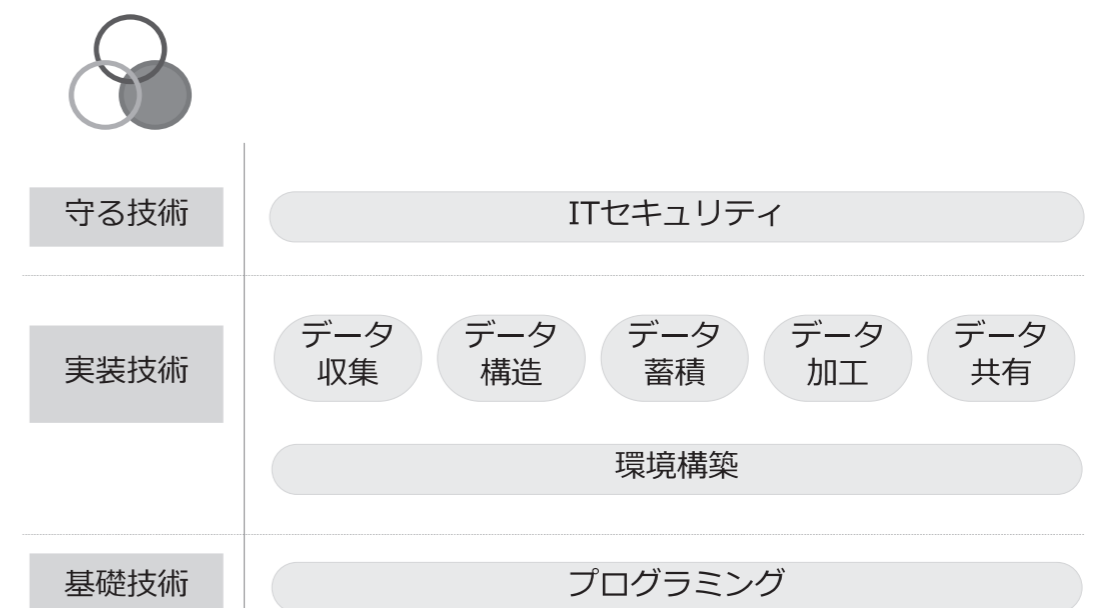 守る技術
ITセキュリティ
実装技術
データ
収集
データ
構造
データ
蓄積
データ
加工
データ
共有
環境構築
基礎技術
プログラミング